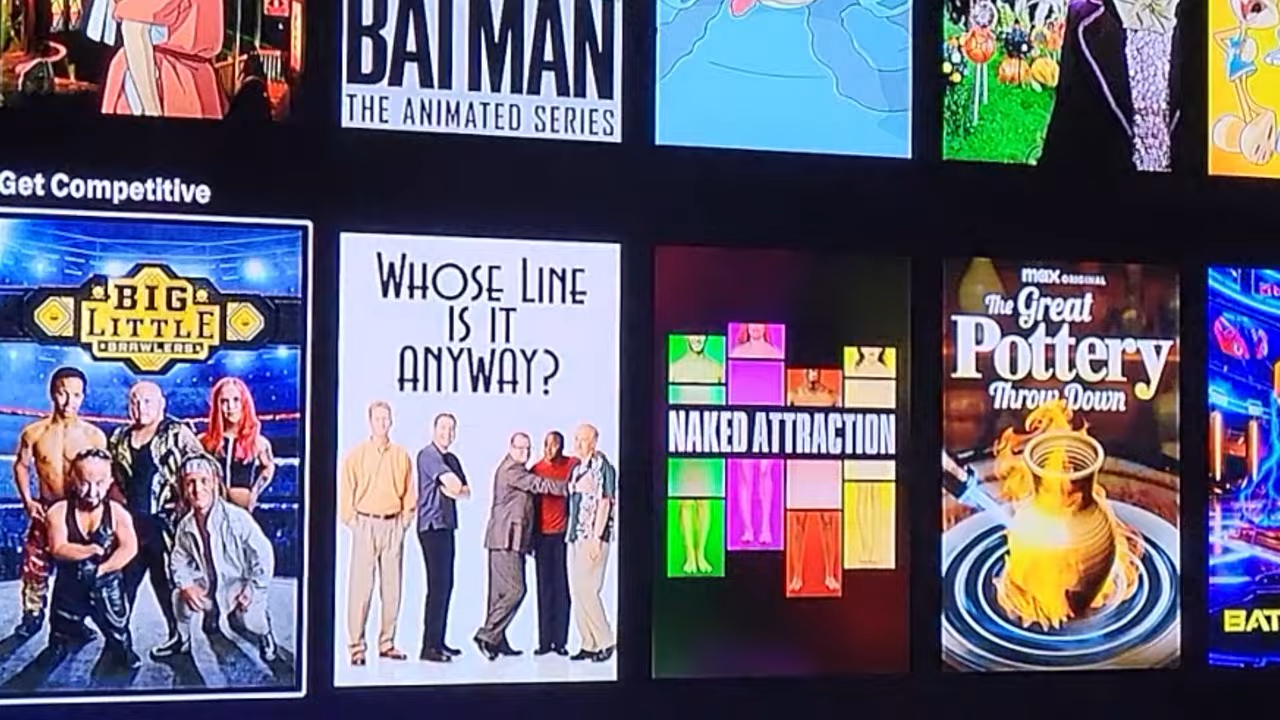 BATMAN
THE ANIMATED SERIES
Get Competitive
BIG
LITTLE
BRAWLERS
WHOSE LINE
IS IT
ANYWAY?
NAKED ATTRACTION
max ORIGINAL
The Great
Pottery
Throw Down
BAT